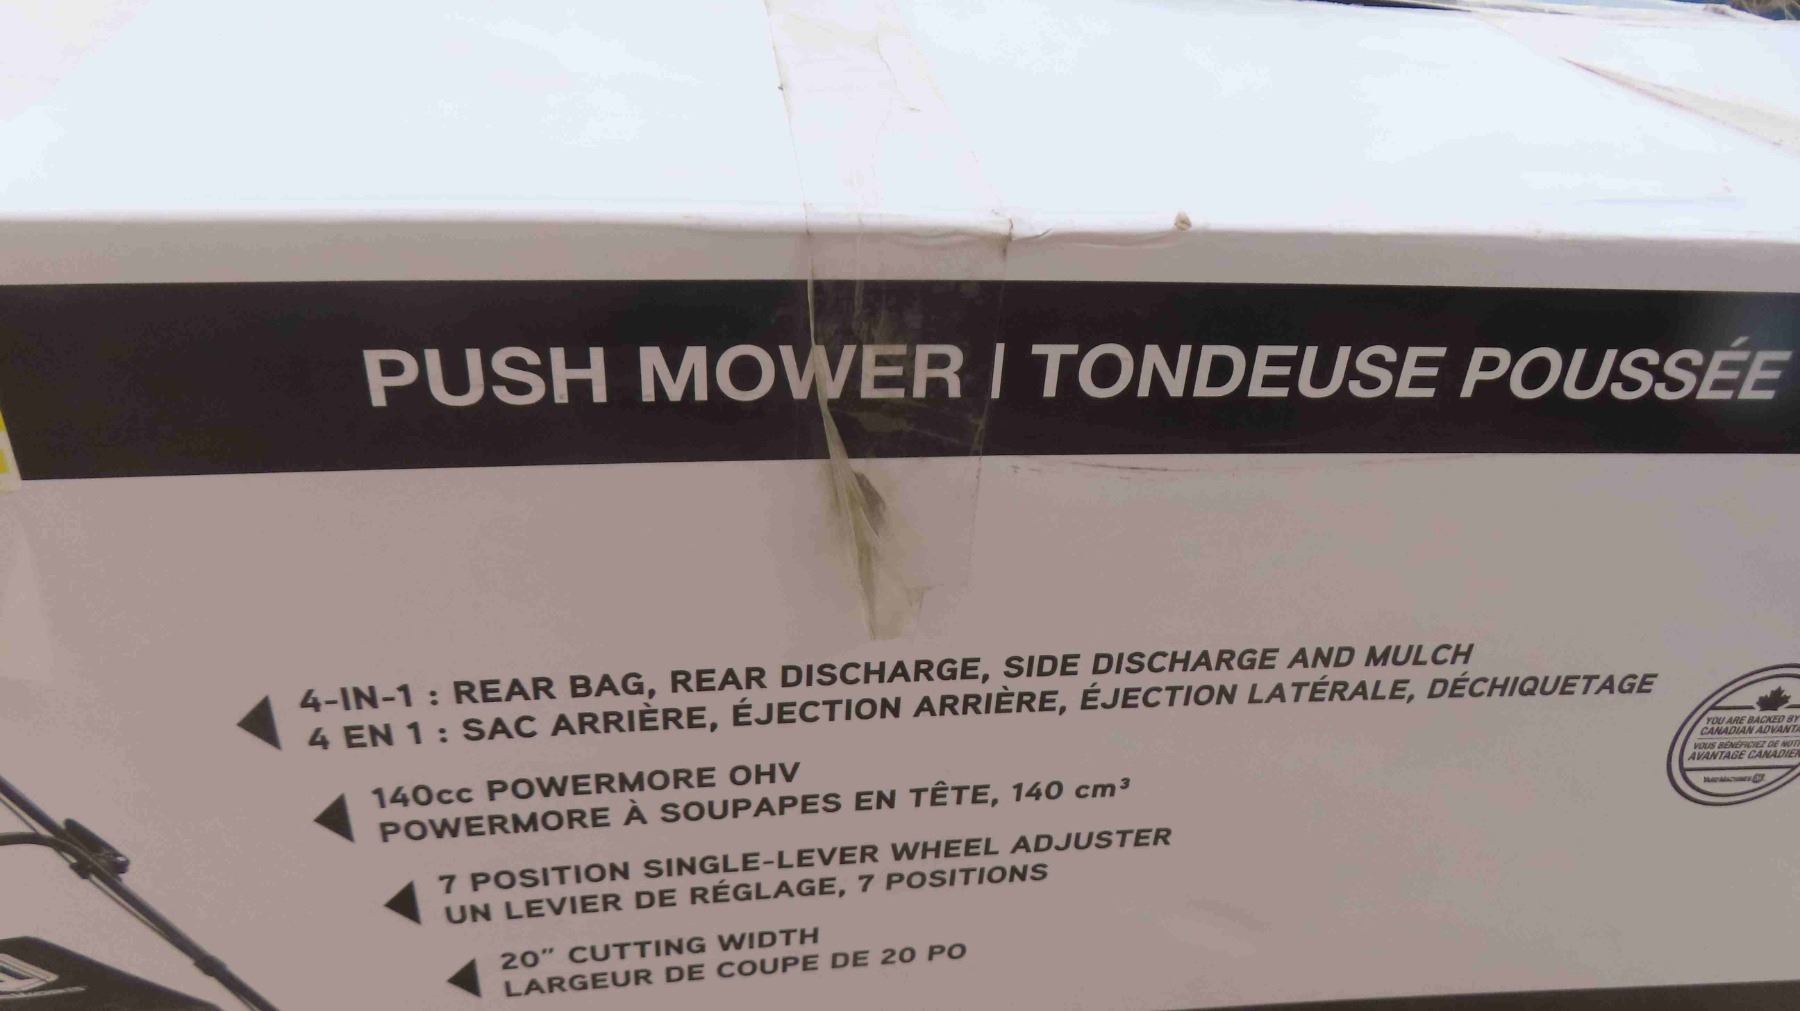 PUSH MOWER | TONDEUSE POUSSÉE
4-IN-1 : REAR BAG, REAR DISCHARGE, SIDE DISCHARGE AND MULCH
4 EN 1 : SAC ARRIÈRE, ÉJECTION ARRIÈRE, ÉJECTION LATÉRALE, DÉCHIQUETAGE
140cc POWERMORE OHV
POWERMORE À SOUPAPES EN TÊTE, 140 cm³
7 POSITION SINGLE-LEVER WHEEL ADJUSTER
UN LEVIER DE RÉGLAGE, 7 POSITIONS
20" CUTTING WIDTH
LARGEUR DE COUPE DE 20 PO
YOU ARE BACKED BY
CANADIAN
VOUS BÉNÉFICIEZ DE
AVANTAGE